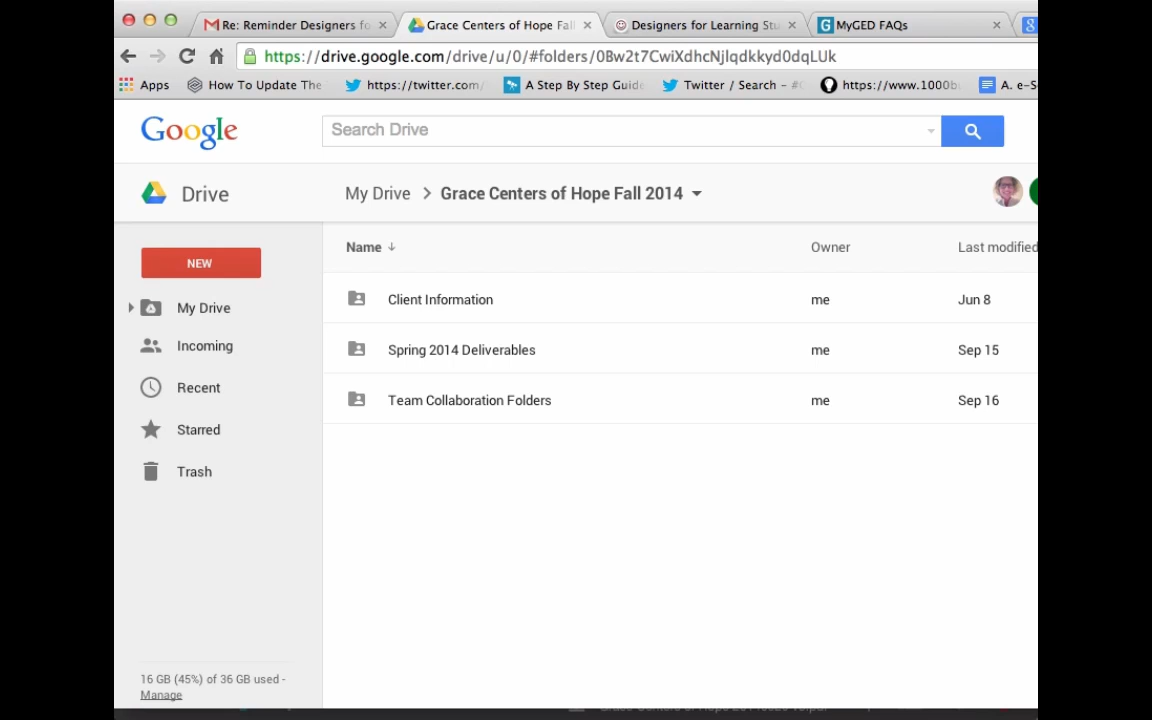 Re: Reminder Designers fo
Grace Centers of Hope Fall
Designers for Learning Stu
MyGED FAQs
https://drive.google.com/drive/u/0/#folders/0Bw2t7CwiXdhcNjlqdkkyd0dqLUk
Apps
How To Update The
https://twitter.com/
A Step By Step Guide
Twitter / Search - #
https://www.1000b
A. e-S
Google
Search Drive
Drive
My Drive > Grace Centers of Hope Fall 2014
Name
Owner
Last modified
NEW
My Drive
Incoming
Recent
Starred
Trash
Client Information me Jun 8
Spring 2014 Deliverables me Sep 15
Team Collaboration Folders me Sep 16
16 GB (45%) of 36 GB used -
Manage